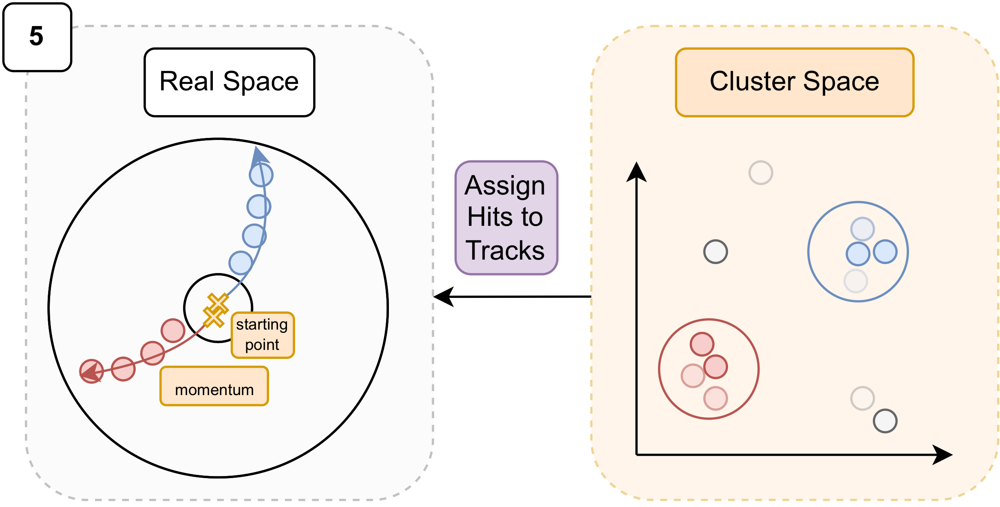 5
Real Space
Cluster Space
Assign
Hits to
Tracks
starting
point
momentum